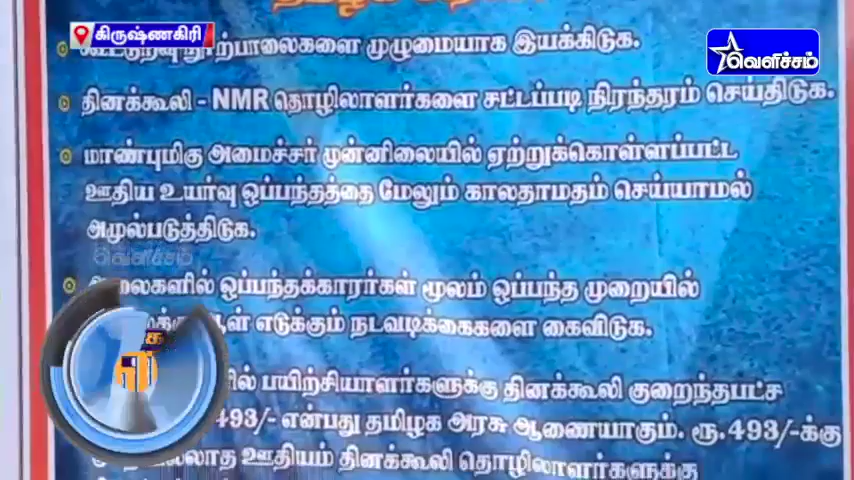 கிருஷ்ணகிரி
வெளிச்சம்
கூட்டுறவு நூற்பாலைகளை முழுமையாக இயக்கிடுக.
தினக்கூலி - NMR தொழிலாளர்களை சட்டப்படி நிரந்தரம் செய்திடுக.
மாண்புமிகு அமைச்சர் முன்னிலையில் ஏற்றுக்கொள்ளப்பட்ட
ஊதிய உயர்வு ஒப்பந்தத்தை மேலும் காலதாமதம் செய்யாமல்
அமுல்படுத்திடுக.
வெளிச்சம்
ஆலைகளில் ஒப்பந்தக்காரர்கள் மூலம் ஒப்பந்த முறையில்
ஆள் எடுக்கும் நடவடிக்கைகளை கைவிடுக.
பயிற்சியாளர்களுக்கு தினக்கூலி குறைந்தபட்ச
493/- என்பது தமிழக அரசு ஆணையாகும். ரூ.493/-க்கு
ஊதியம் தினக்கூலி தொழிலாளர்களுக்கு